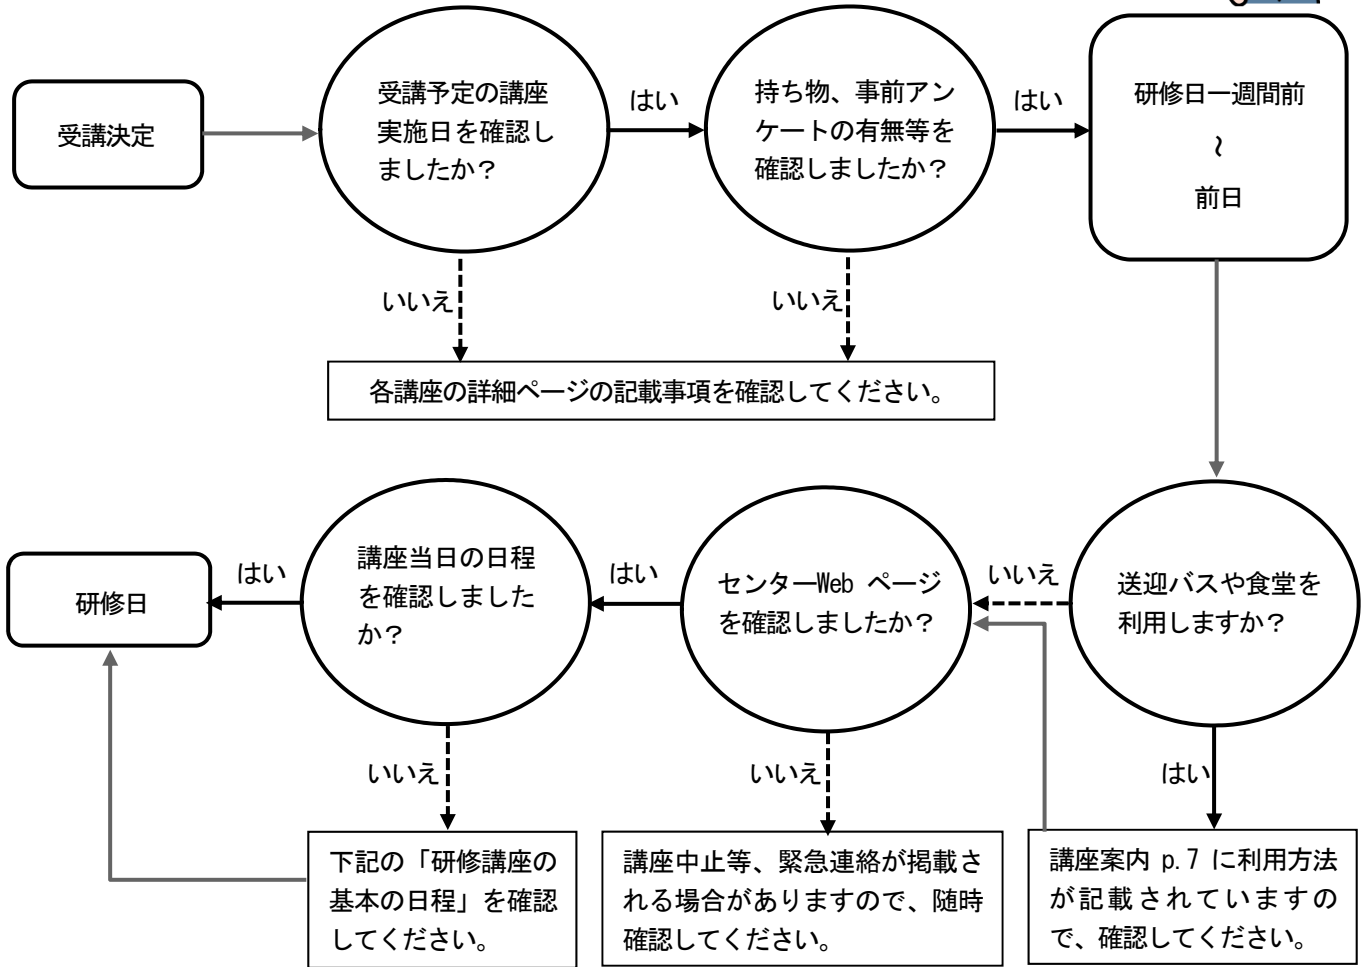 受講決定
受講予定の講座
実施日を確認し
ましたか？
はい
持ち物、事前アン
ケートの有無等を
確認しましたか？
はい
研修日一週間前
～
前日
いいえ
いいえ
各講座の詳細ページの記載事項を確認してください。
研修日
はい
講座当日の日程
を確認しました
か？
はい
センターWeb ページ
を確認しましたか？
いいえ
送迎バスや食堂を
利用しますか？
いいえ
いいえ
はい
下記の「研修講座の
基本の日程」を確認
してください。
講座中止等、緊急連絡が掲載さ
れる場合がありますので、随時
確認してください。
講座案内 p.7 に利用方法
が記載されていますの
で、確認してください。